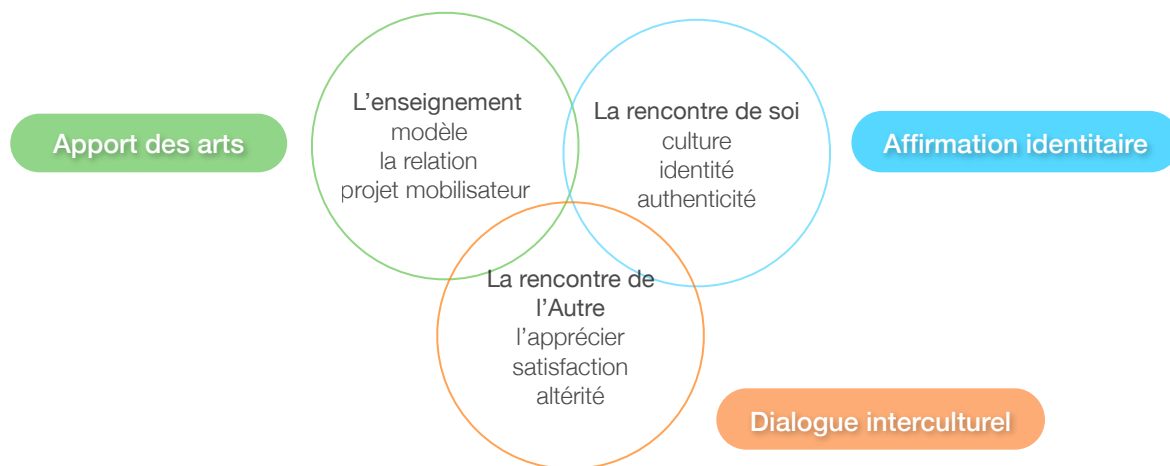 Apport des arts
L’enseignement
modèle
la relation
projet mobilisateur
La rencontre de soi
culture
identité
authenticité
Affirmation identitaire
La rencontre de
l’Autre
l’apprécier
satisfaction
altérité
Dialogue interculturel